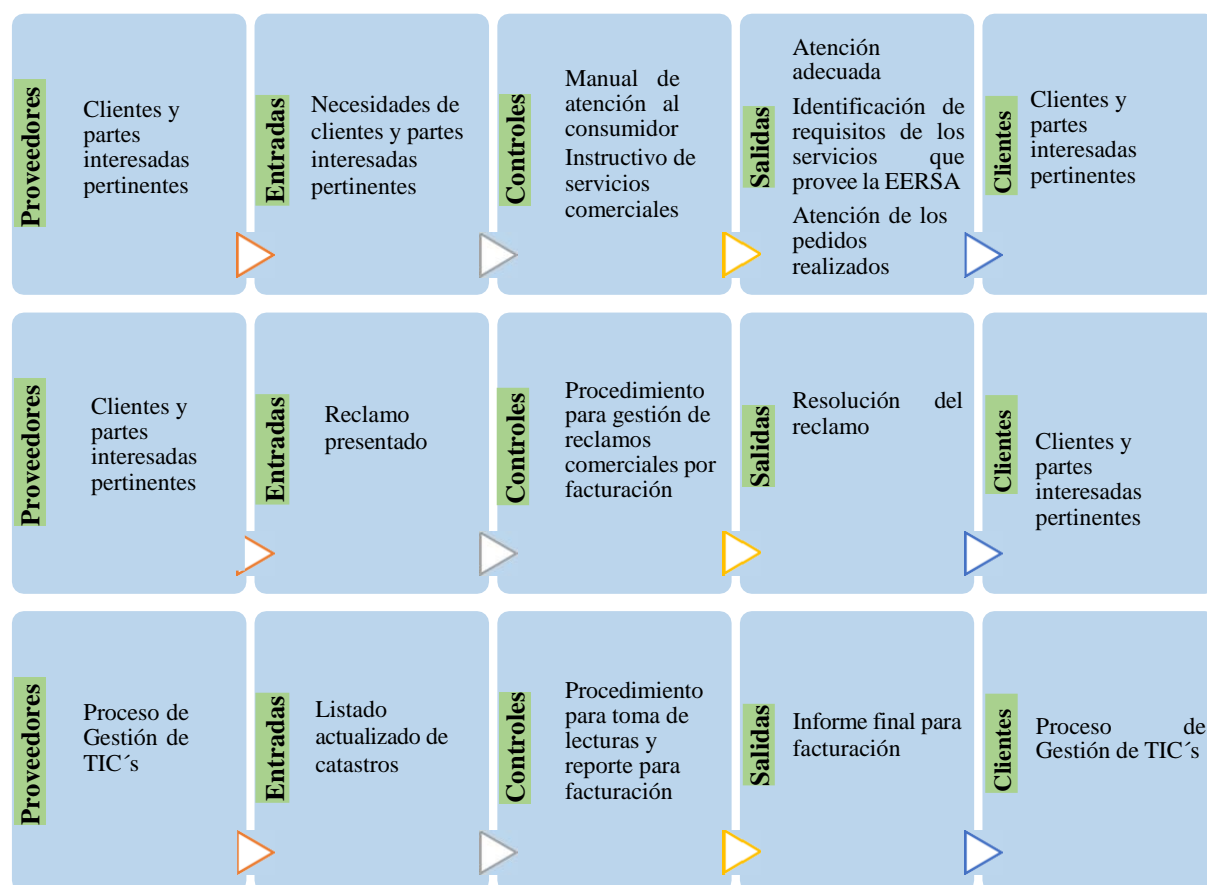 Proveedores
Clientes y
partes
interesadas
pertinentes
Entradas
Necesidades de
clientes y partes
interesadas
pertinentes
Controles
Manual de
atención al
consumidor
Instructivo de
servicios
comerciales
Salidas
Atención
adecuada
Identificación de
requisitos de los
servicios que
provee la EERSA
Atención de los
pedidos
realizados
Clientes
Clientes y
partes
interesadas
pertinentes
Proveedores
Clientes y
partes
interesadas
pertinentes
Entradas
Reclamo
presentado
Controles
Procedimiento
para gestión de
reclamos
comerciales por
facturación
Salidas
Resolución del
reclamo
Clientes
Clientes y
partes
interesadas
pertinentes
Proveedores
Proceso de
Gestión de
TIC´s
Entradas
Listado
actualizado de
catastros
Controles
Procedimiento
para toma de
lecturas y
reporte para
facturación
Salidas
Informe final para
facturación
Clientes
Proceso de
Gestión de TIC´s